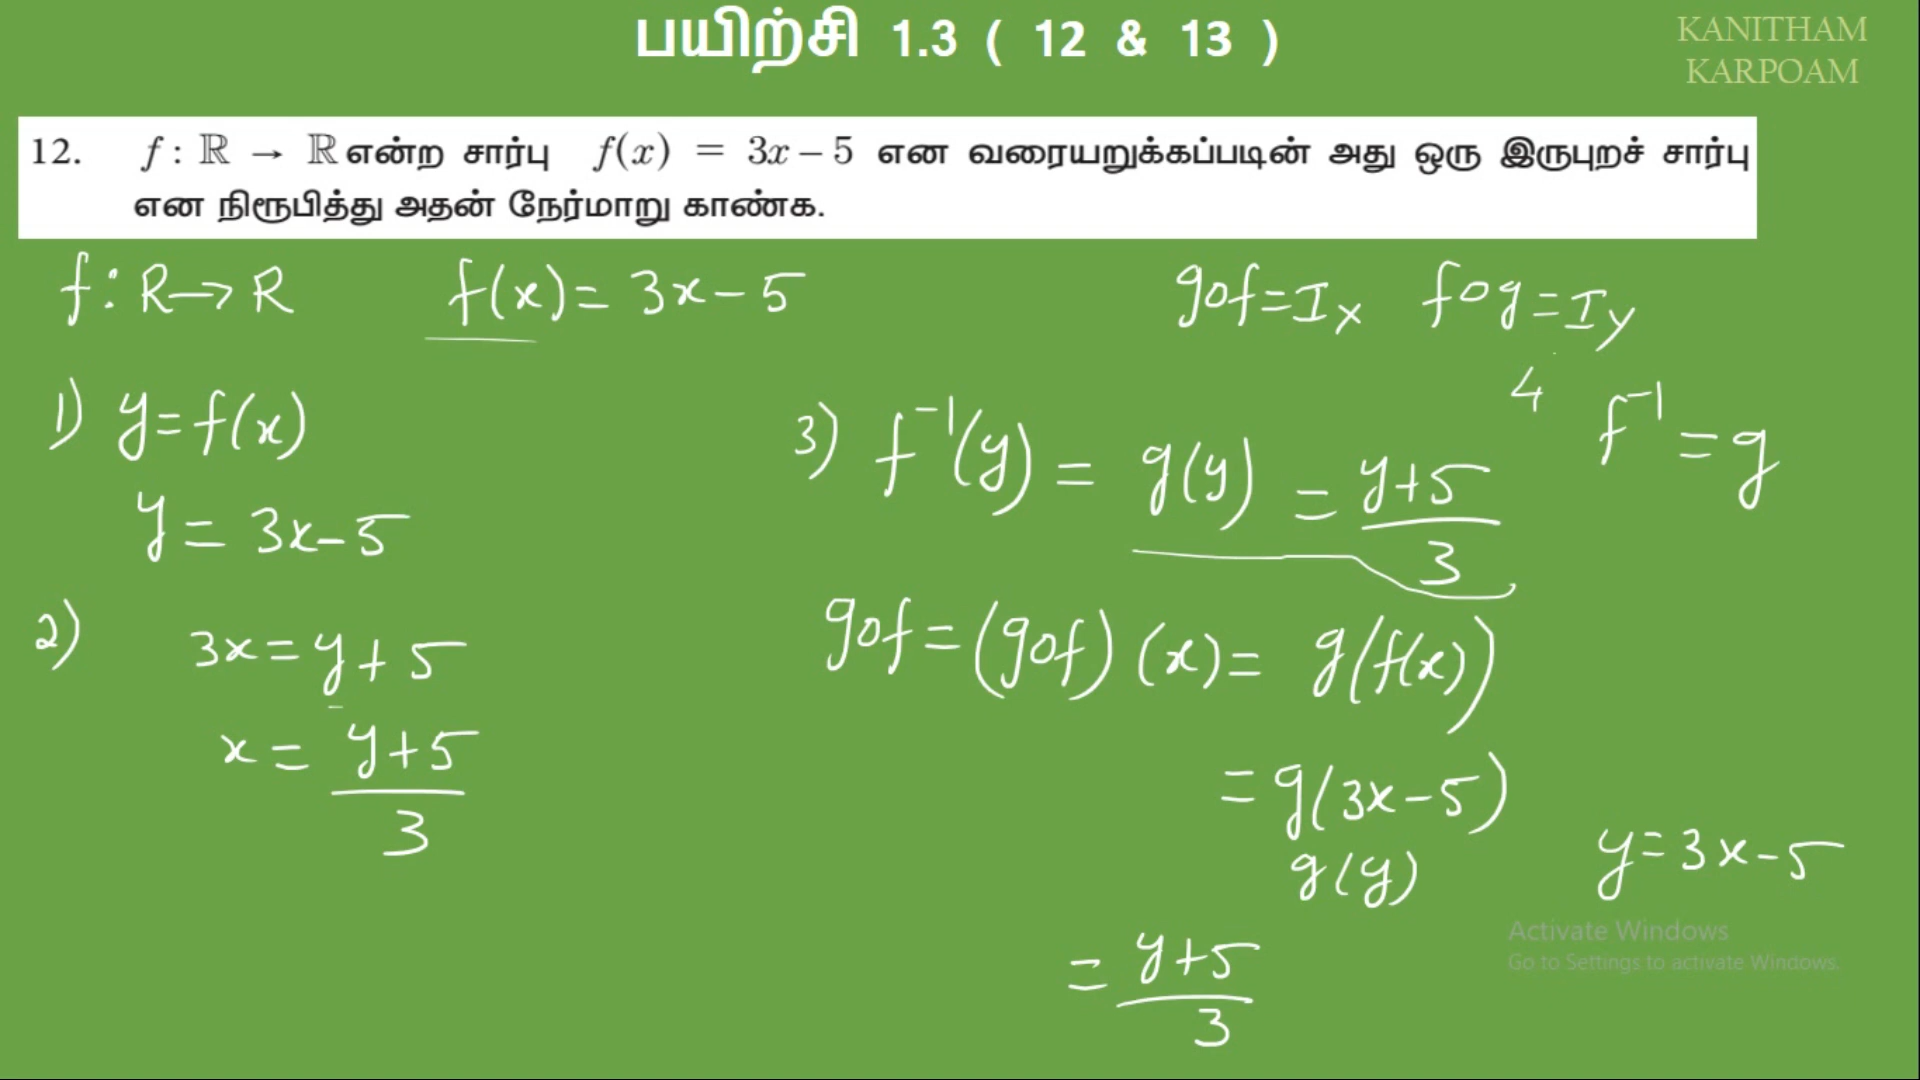 பயிற்சி 1.3 ( 12 & 13 )
KANITHAM
KARPOAM
12. f : ℝ → ℝ என்ற சார்பு f(x) = 3x – 5 என வரையறுக்கப்படின் அது ஒரு இருபுறச் சார்பு
என நிரூபித்து அதன் நேர்மாறு காண்க.
f: R→R f(x) = 3x – 5
gof = Ix fog = Iy
4 f⁻¹ = g
1) y = f(x)
y = 3x – 5
2) 3x = y + 5
x = y+5
3
3) f⁻¹(y) = g(y) = y+5
3
gof = (gof) (x) = g(f(x))
= g(3x – 5)
g(y)
y = 3x – 5
= y+5
3
Activate Windows
Go to Settings to activate Windows.